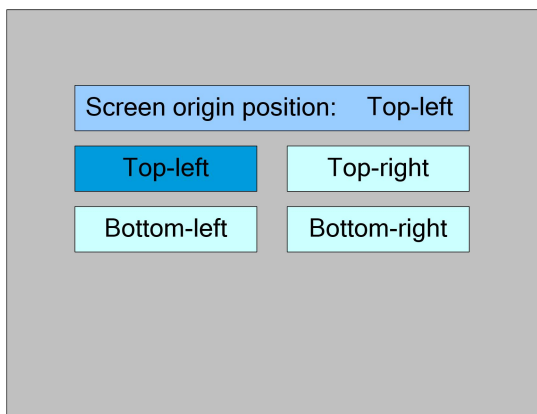 Screen origin position: Top-left
Top-left Top-right
Bottom-left Bottom-right